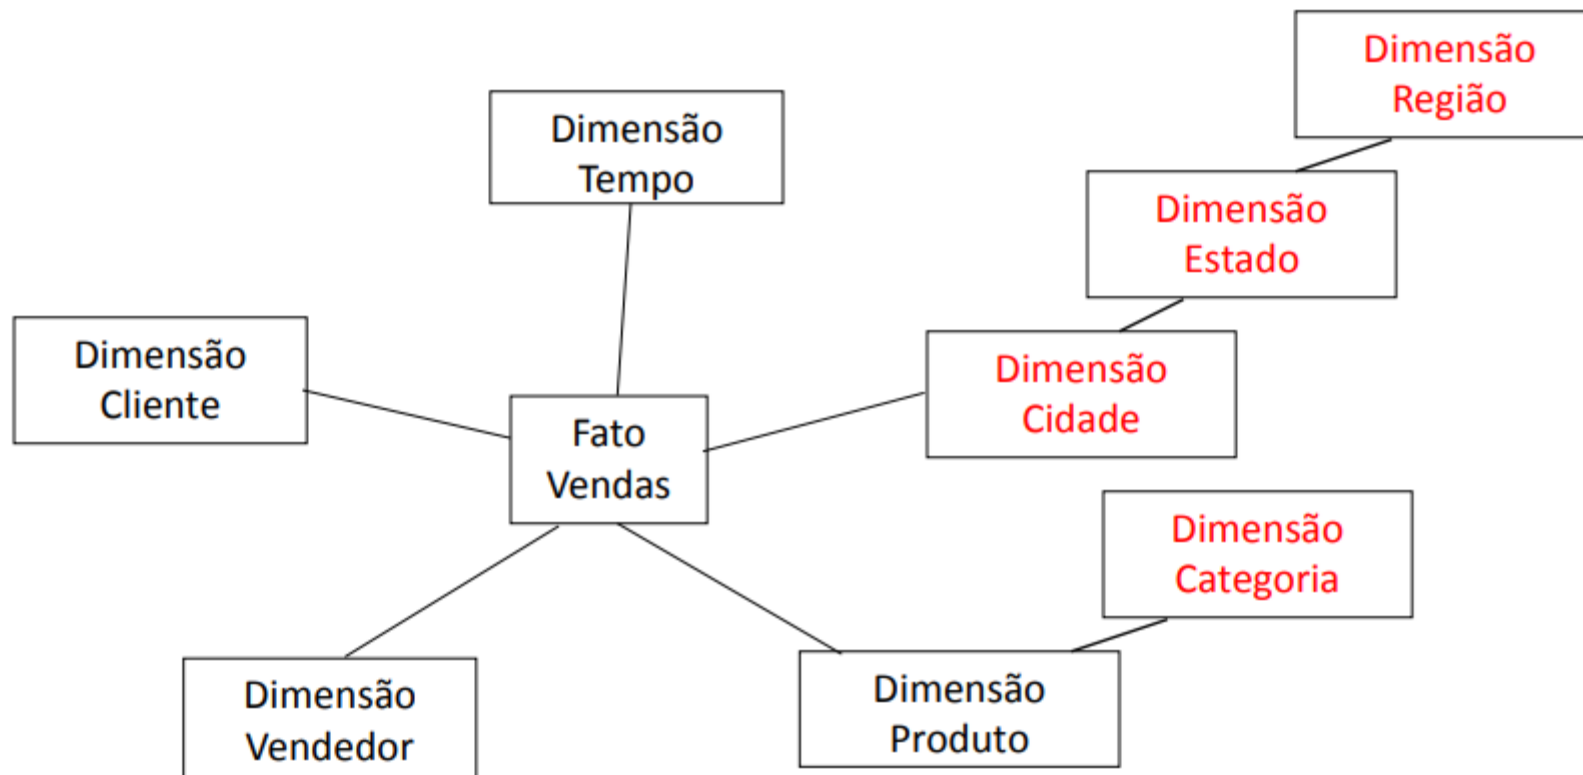 Dimensão
Região
Dimensão
Tempo
Dimensão
Estado
Dimensão
Cliente
Dimensão
Cidade
Fato
Vendas
Dimensão
Categoria
Dimensão
Vendedor
Dimensão
Produto